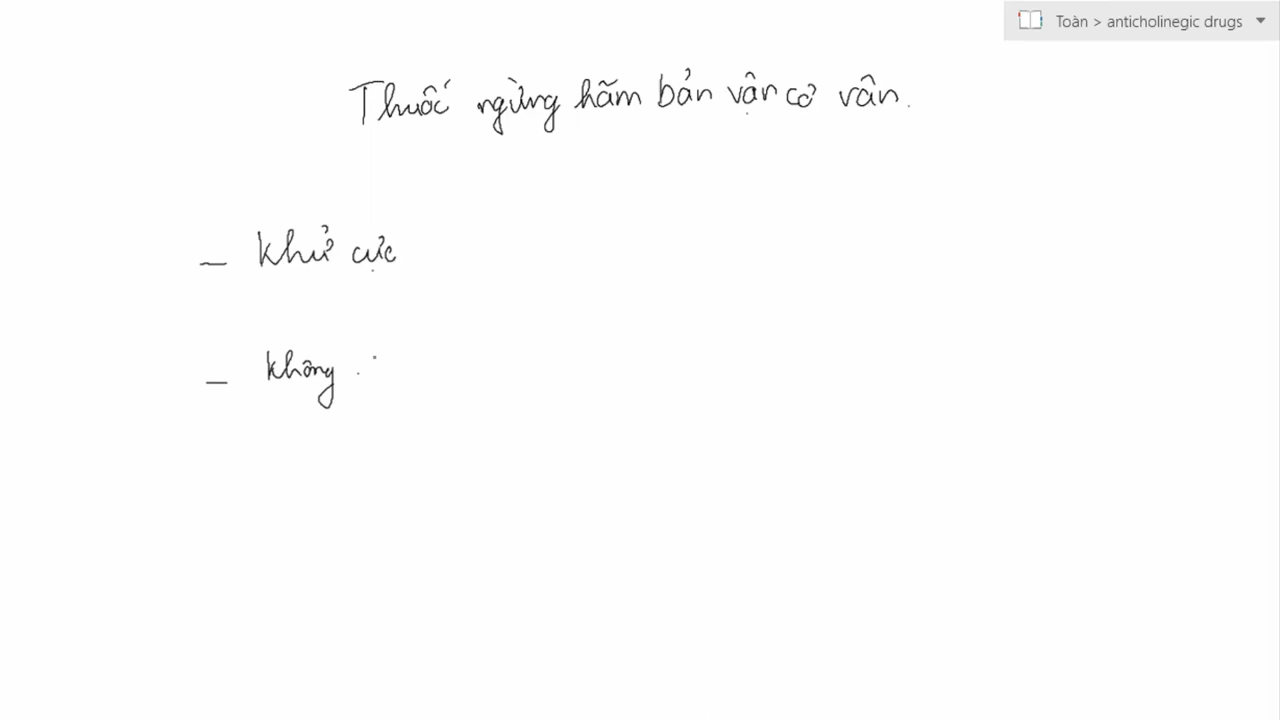 Toàn > anticholinegic drugs
Thuốc ngừng hãm bản vận cơ vân.
_ Khử cực
_ không